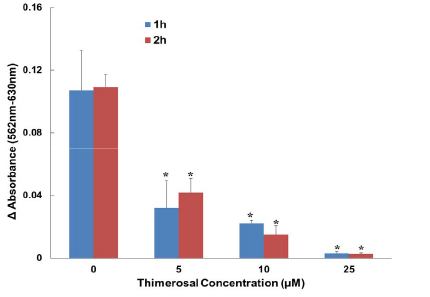 0.16
1h
2h
0.12
0.08
0.04
0
Δ Absorbance (562nm-630nm)
* *
* *
* *
0 5 10 25
Thimerosal Concentration (μM)